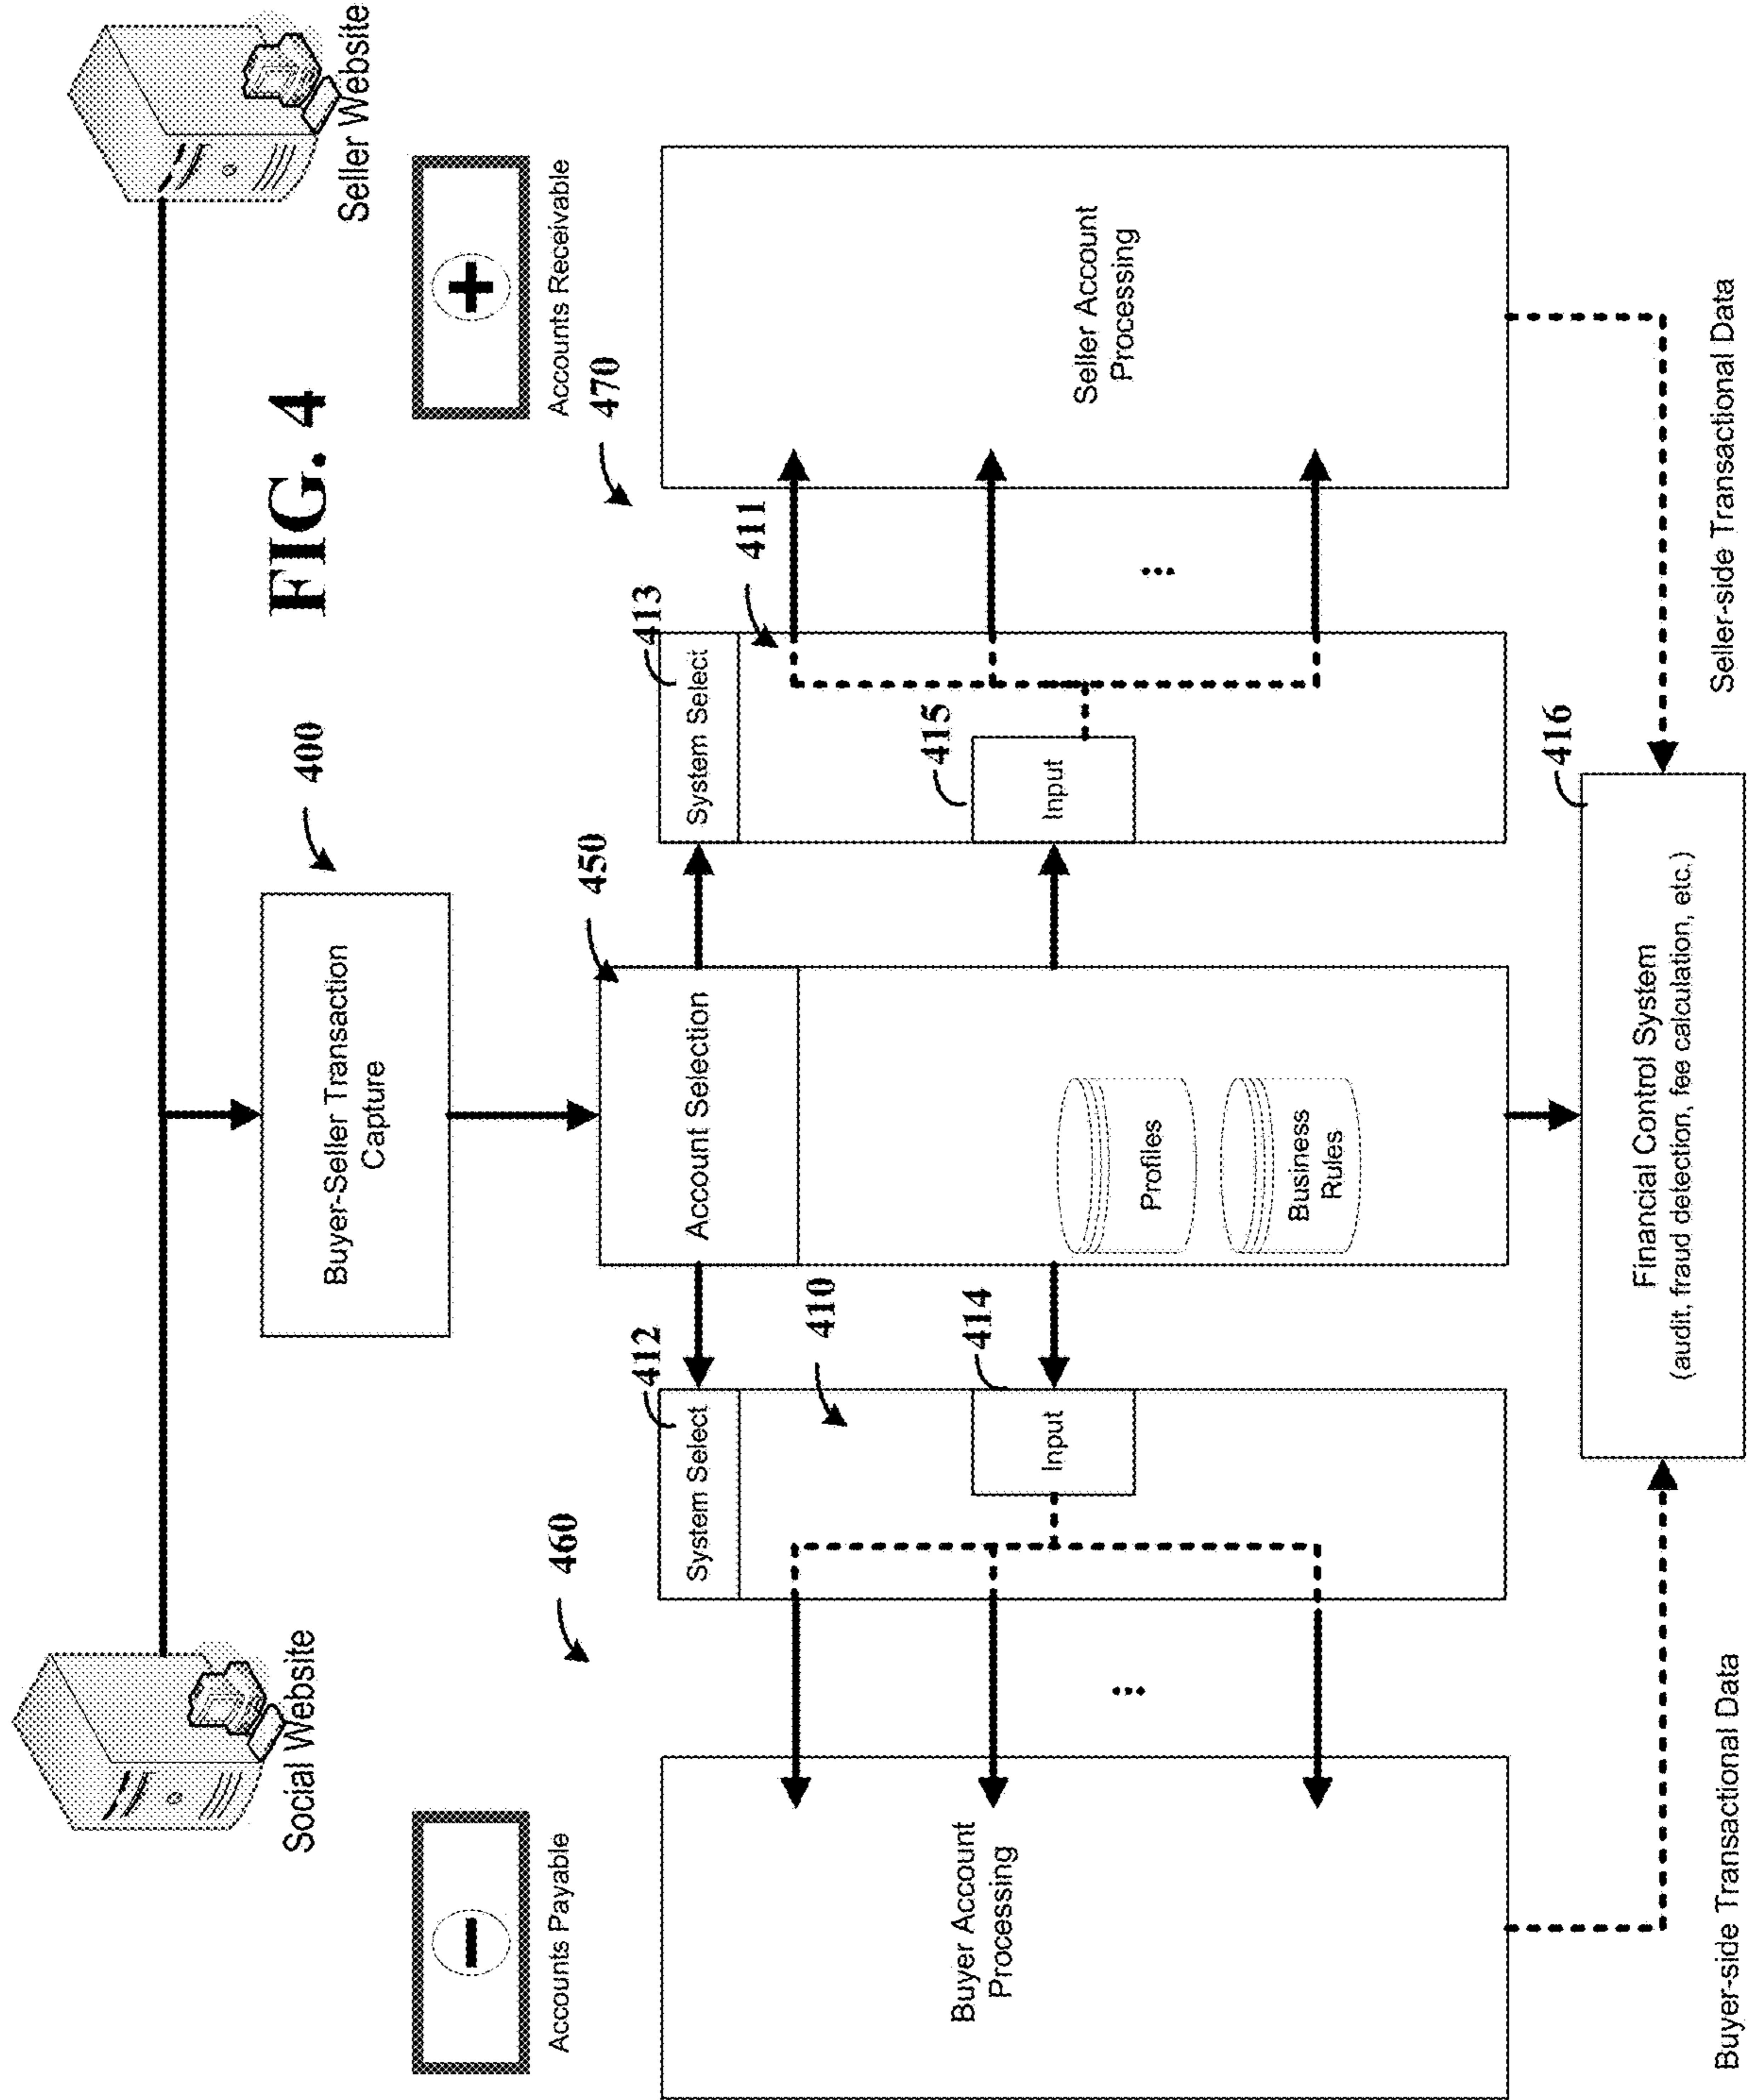 Social Website
Seller Website
FIG. 4
400
Buyer-Seller Transaction
Capture
Accounts Payable
Accounts Receivable
460
450
470
Account Selection
412
System Select
413
System Select
410
411
414
Input
415
Input
Buyer Account
Processing
Seller Account
Processing
...
...
Profiles
Business
Rules
416
Financial Control System
(audit, fraud detection, fee calculation, etc.)
Buyer-side Transactional Data
Seller-side Transactional Data